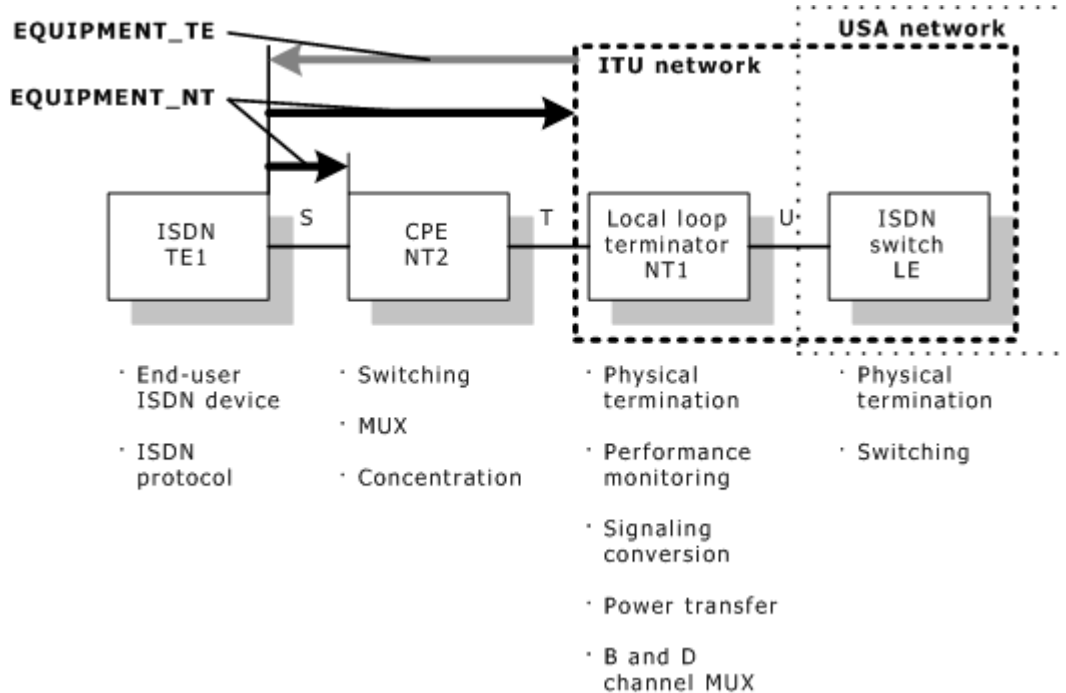 EQUIPMENT_TE
USA network
ITU network
EQUIPMENT_NT
ISDN
TE1
S
CPE
NT2
T
Local loop
terminator
NT1
U
ISDN
switch
LE
· End-user
ISDN device
· ISDN
protocol
· Switching
· MUX
· Concentration
· Physical
termination
· Performance
monitoring
· Signaling
conversion
· Power transfer
· B and D
channel MUX
· Physical
termination
· Switching